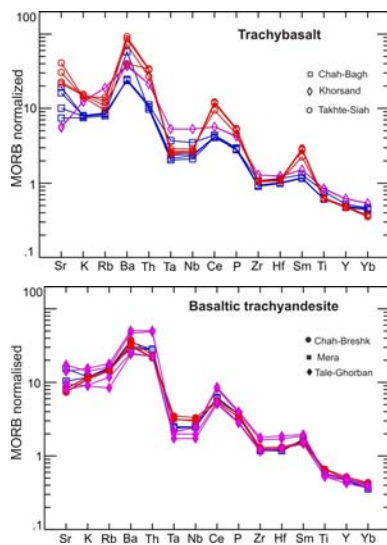 100
Trachybasalt
Chah-Bagh
Khorsand
Takhte-Siah
10
MORB normalized
1
.1
Sr K Rb Ba Th Ta Nb Ce P Zr Hf Sm Ti Y Yb
100
Basaltic trachyandesite
Chah-Breshk
Mera
Tale-Ghorban
10
MORB normalised
1
.1
Sr K Rb Ba Th Ta Nb Ce P Zr Hf Sm Ti Y Yb